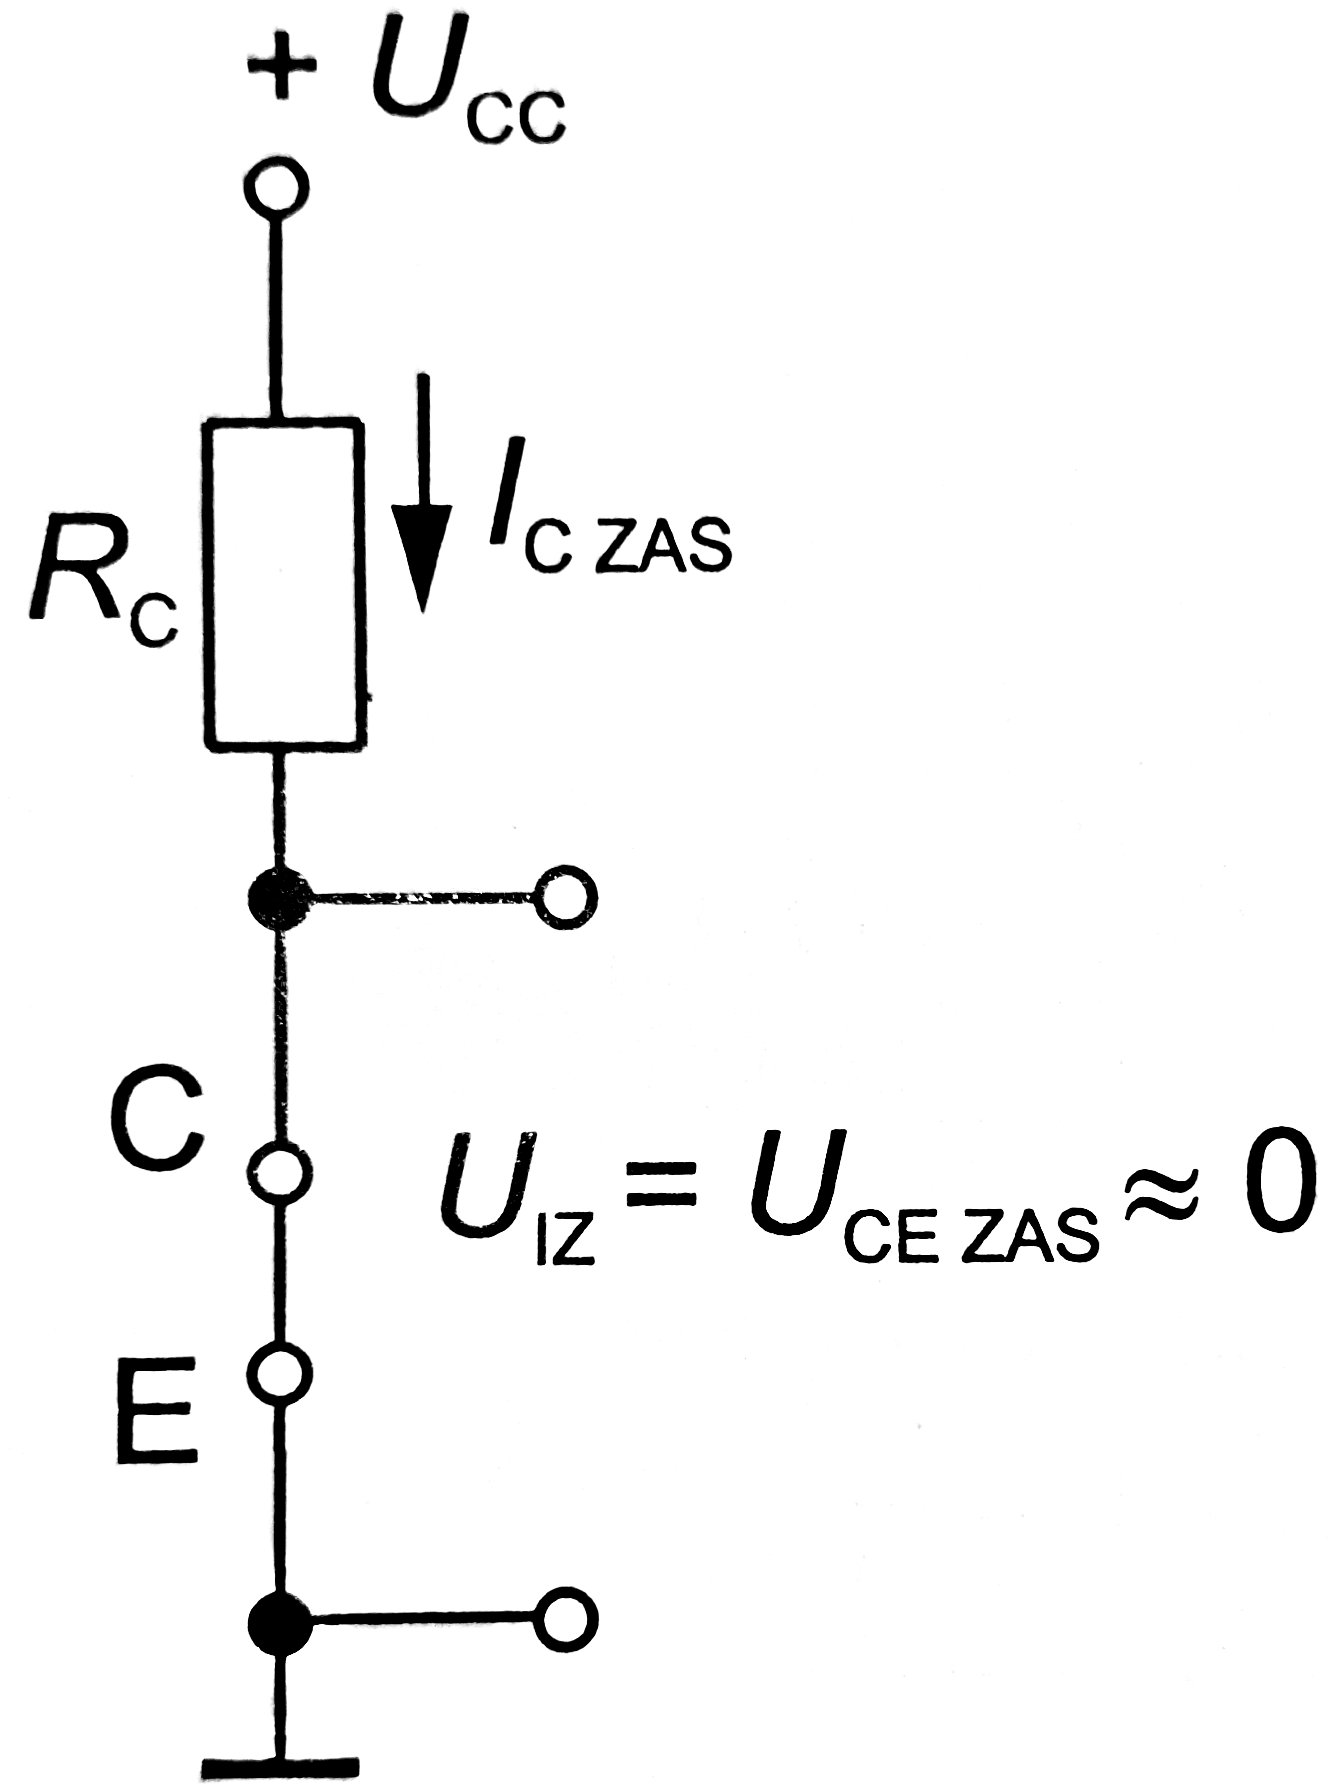 + U_CC
R_C
I_C ZAS
C
U_IZ = U_CE ZAS ≈ 0
E